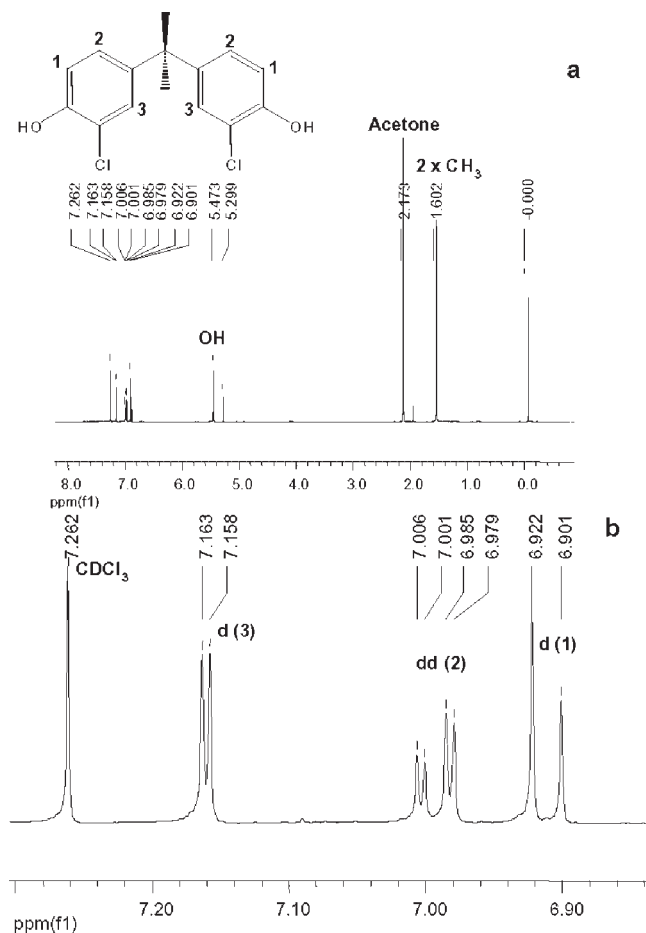 2 2
1 1
a
3 3
HO OH
Cl Cl
Acetone
2 x CH3
7.262
7.163
7.158
7.006
7.001
6.985
6.979
6.922
6.901
5.473
5.299
2.173
1.602
-0.000
OH
8.0 7.0 6.0 5.0 4.0 3.0 2.0 1.0 0.0
ppm(f1)
b
7.262
7.163
7.158
7.006
7.001
6.985
6.979
6.922
6.901
CDCl3
d (3)
dd (2)
d (1)
7.20 7.10 7.00 6.90
ppm(f1)